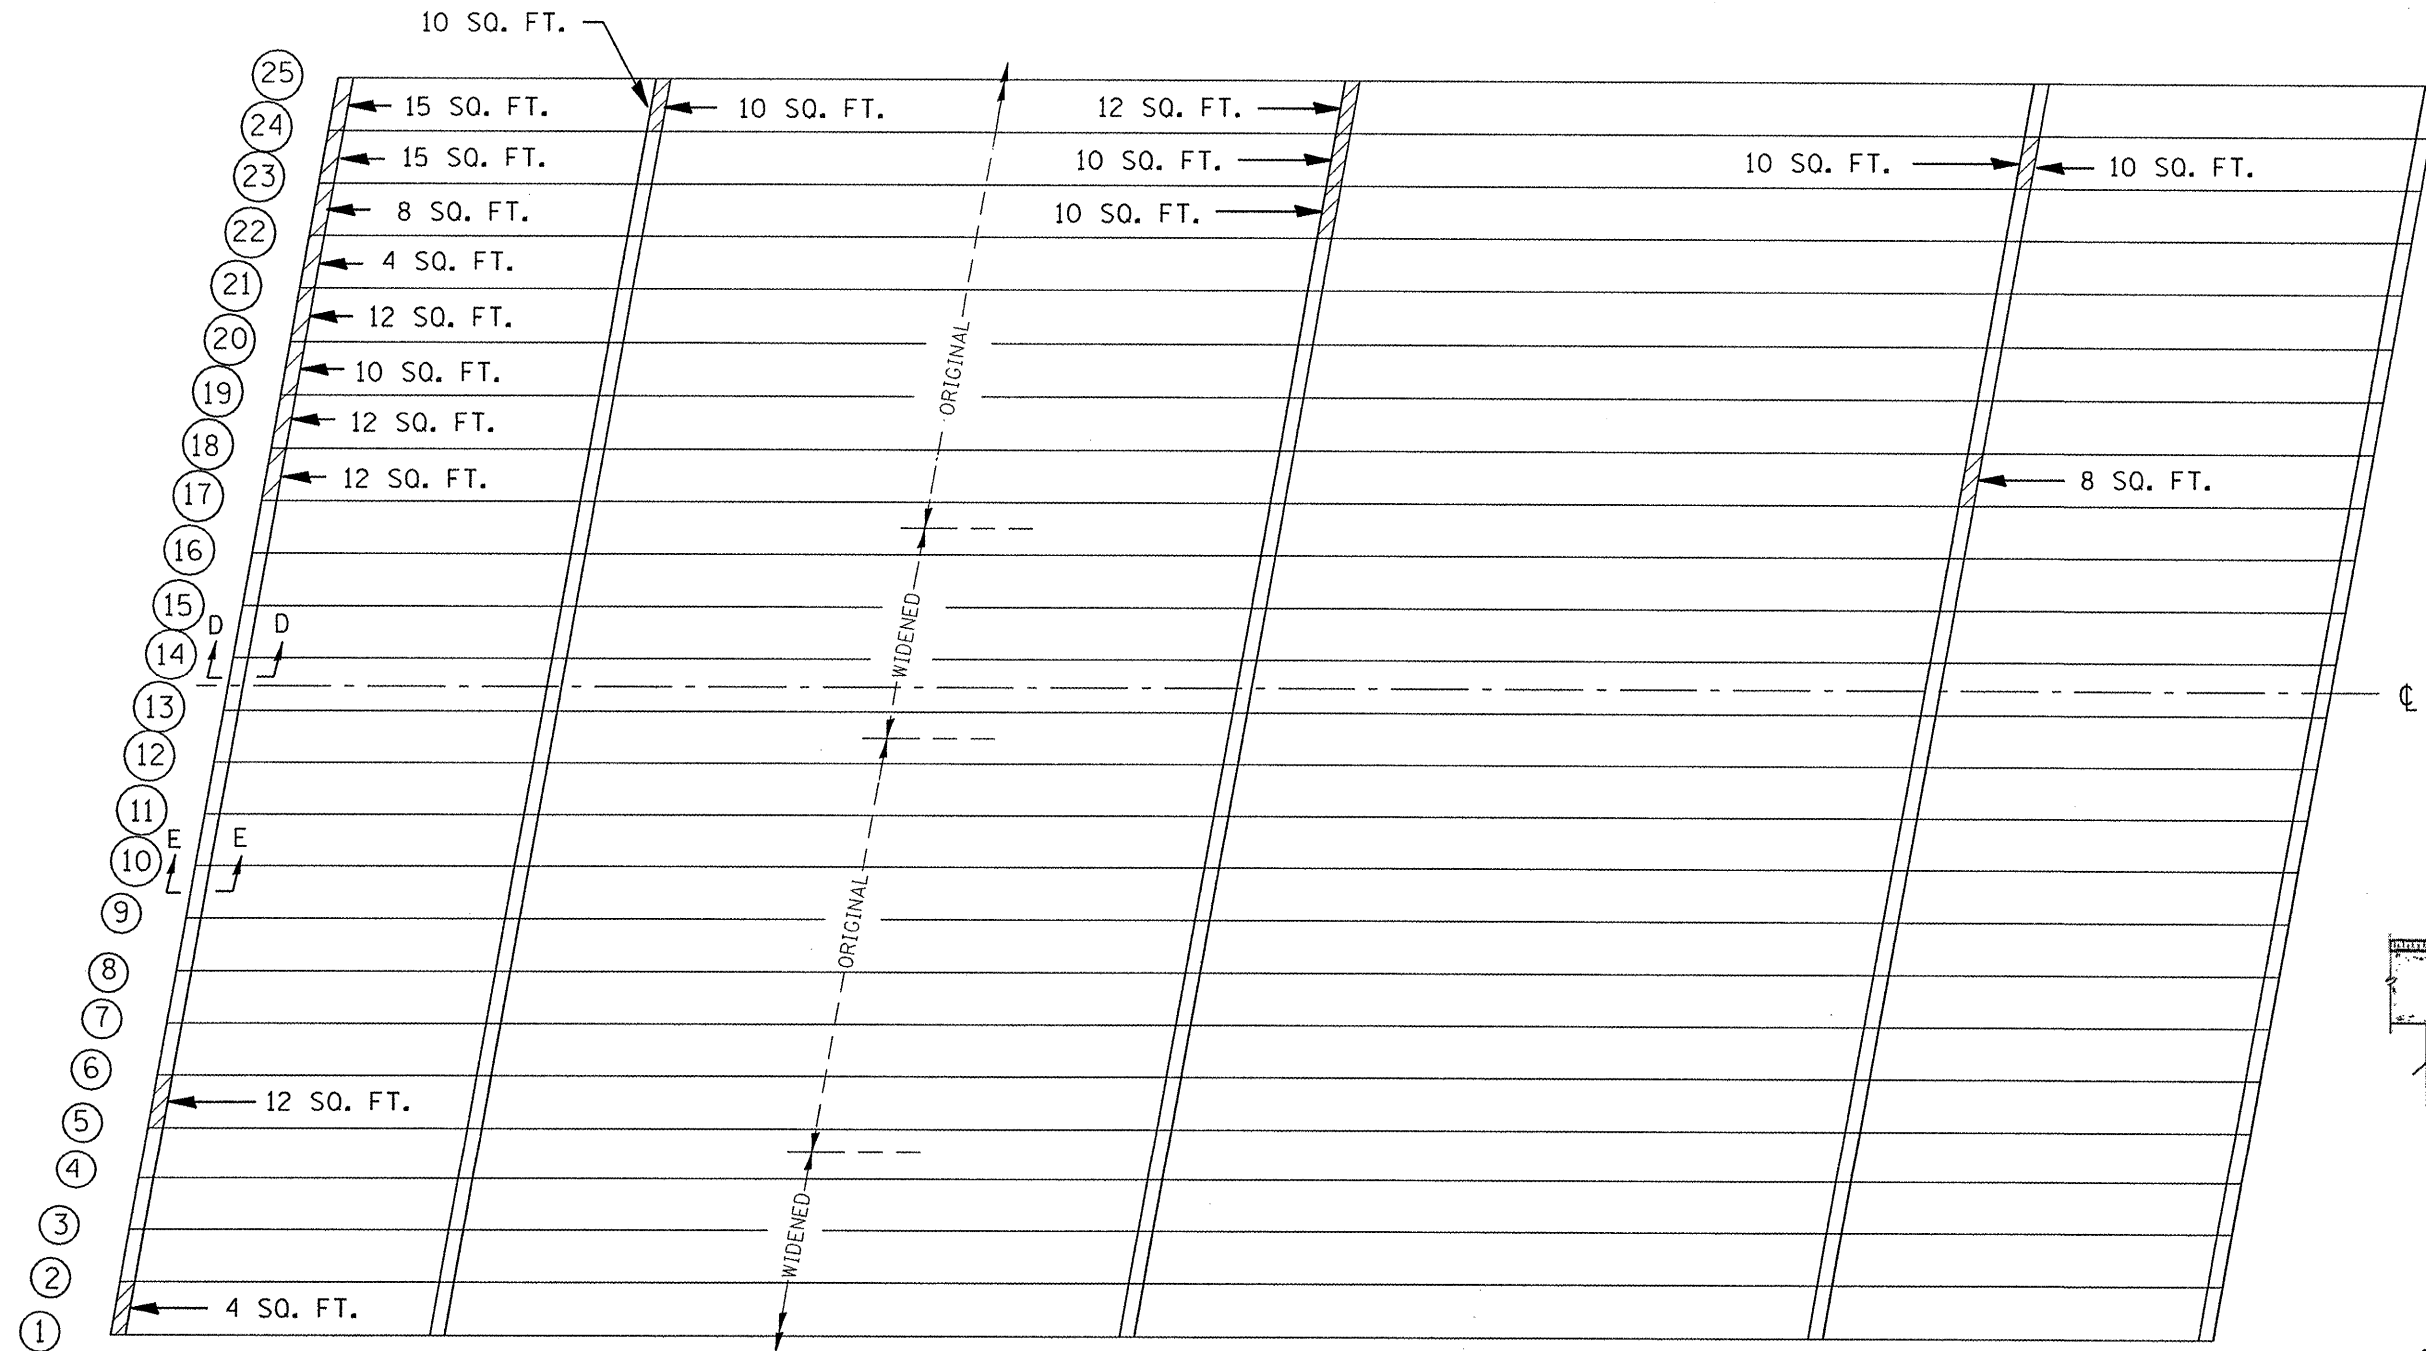 10 SQ. FT.
25
15 SQ. FT.
10 SQ. FT.
12 SQ. FT.
24
15 SQ. FT.
10 SQ. FT.
10 SQ. FT.
10 SQ. FT.
23
8 SQ. FT.
10 SQ. FT.
22
4 SQ. FT.
21
12 SQ. FT.
20
ORIGINAL
10 SQ. FT.
19
12 SQ. FT.
18
12 SQ. FT.
8 SQ. FT.
17
16
15
WIDENED
D
D
14
℄
13
12
11
E
E
10
9
ORIGINAL
8
7
6
12 SQ. FT.
5
4
3
WIDENED
2
4 SQ. FT.
1